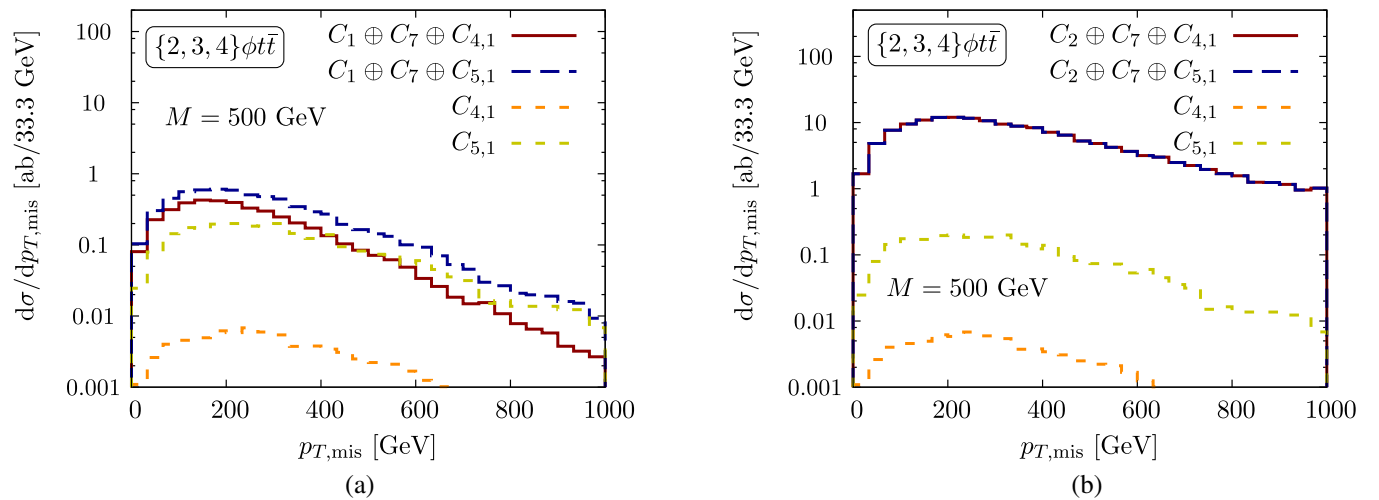 {2, 3, 4}ϕtt̄
C₁ ⊕ C₇ ⊕ C₄,₁
C₁ ⊕ C₇ ⊕ C₅,₁
C₄,₁
C₅,₁
M = 500 GeV
dσ/dp_{T,mis} [ab/33.3 GeV]
100
10
1
0.1
0.01
0.001
0 200 400 600 800 1000
p_{T,mis} [GeV]
(a)
{2, 3, 4}ϕtt̄
C₂ ⊕ C₇ ⊕ C₄,₁
C₂ ⊕ C₇ ⊕ C₅,₁
C₄,₁
C₅,₁
M = 500 GeV
dσ/dp_{T,mis} [ab/33.3 GeV]
100
10
1
0.1
0.01
0.001
0 200 400 600 800 1000
p_{T,mis} [GeV]
(b)